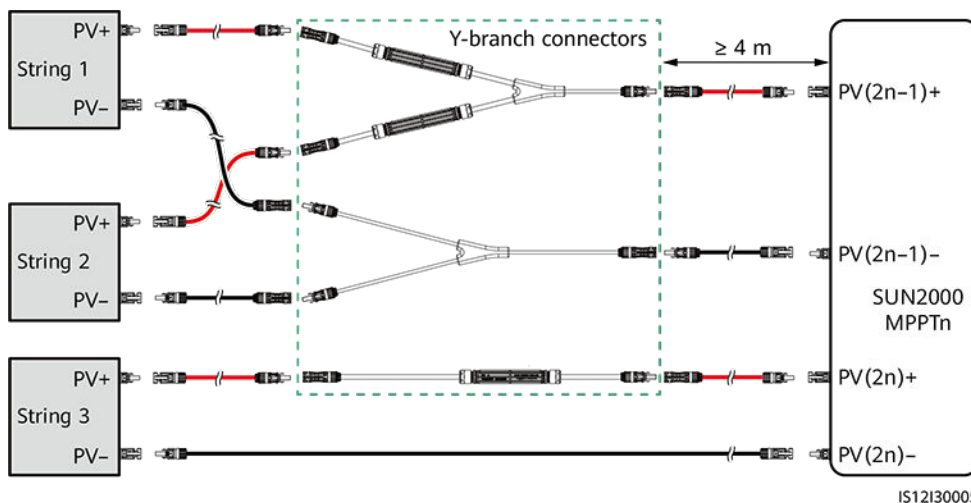 PV+
String 1
PV−
PV+
String 2
PV−
PV+
String 3
PV−
Y-branch connectors
≥ 4 m
PV(2n−1)+
PV(2n−1)−
SUN2000
MPPTn
PV(2n)+
PV(2n)−